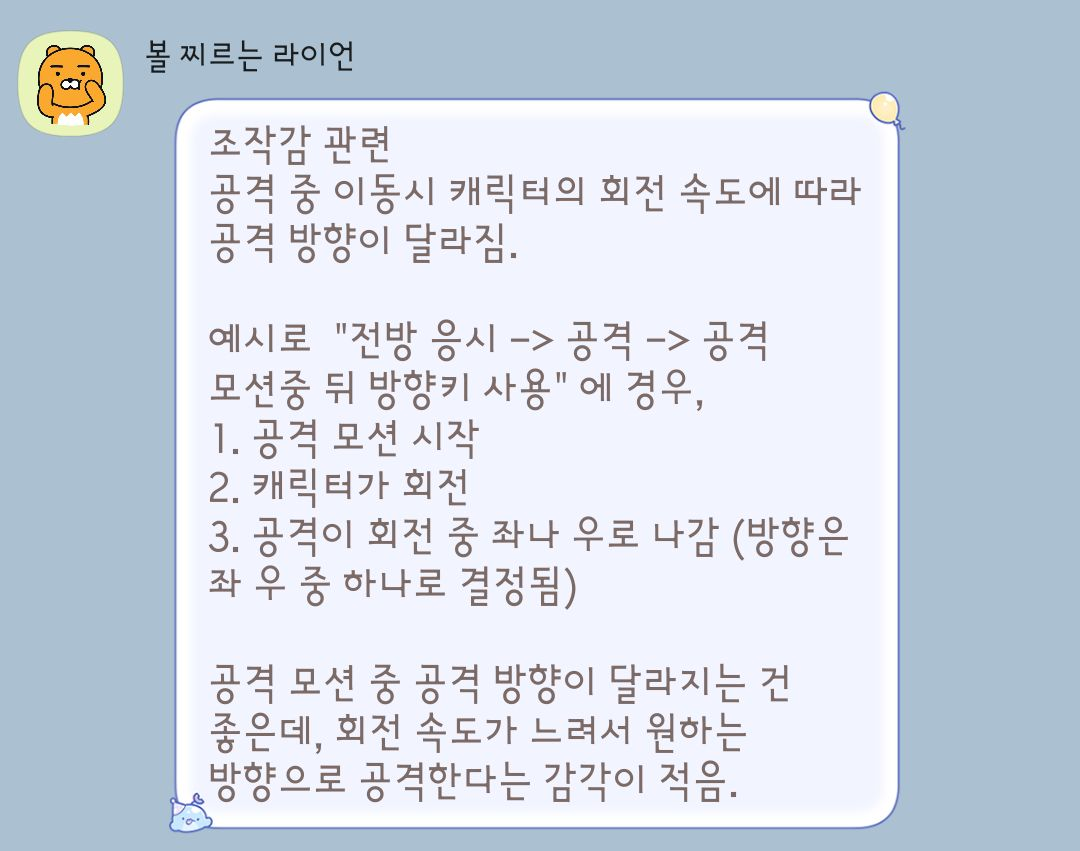 볼 찌르는 라이언
조작감 관련
공격 중 이동시 캐릭터의 회전 속도에 따라
공격 방향이 달라짐.
예시로  "전방 응시 -> 공격 -> 공격
모션중 뒤 방향키 사용" 에 경우,
1. 공격 모션 시작
2. 캐릭터가 회전
3. 공격이 회전 중 좌나 우로 나감 (방향은
좌 우 중 하나로 결정됨)
공격 모션 중 공격 방향이 달라지는 건
좋은데, 회전 속도가 느려서 원하는
방향으로 공격한다는 감각이 적음.